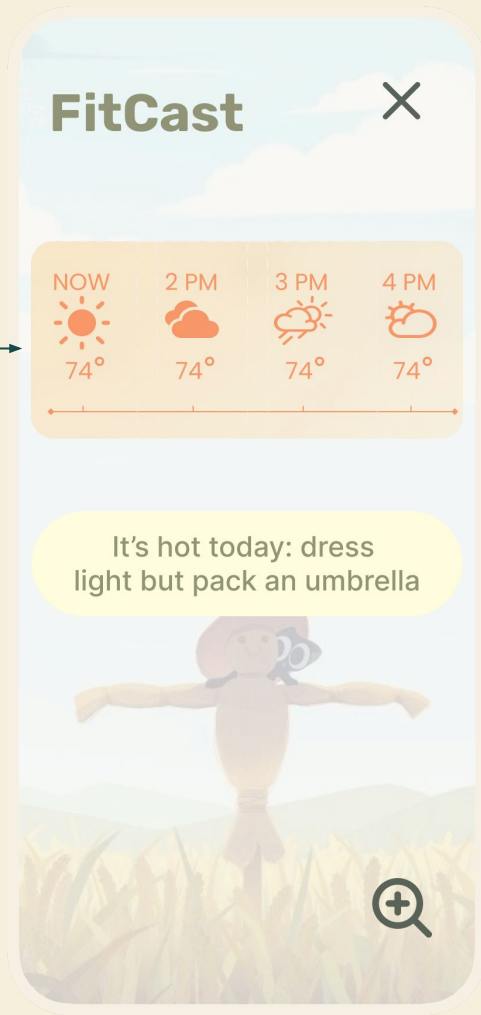 FitCast
NOW 2 PM 3 PM 4 PM
74° 74° 74° 74°
It’s hot today: dress
light but pack an umbrella